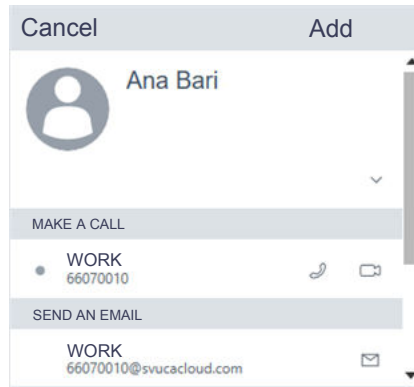 Cancel Add
Ana Bari
MAKE A CALL
WORK
66070010
SEND AN EMAIL
WORK
66070010@svucacloud.com